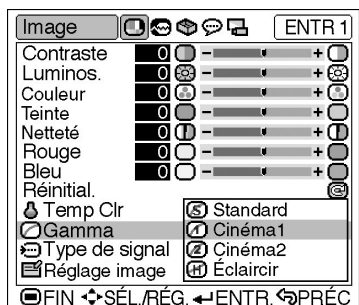 Image ENTR 1
Contraste 0 - +
Luminos. 0 - +
Couleur 0 - +
Teinte 0 - +
Netteté 0 - +
Rouge 0 - +
Bleu 0 - +
Réinitial.
Temp Clr
Gamma
Type de signal
Réglage image
Standard
Cinéma1
Cinéma2
Éclaircir
FIN SÉL./RÉG. ENTR. PRÉC